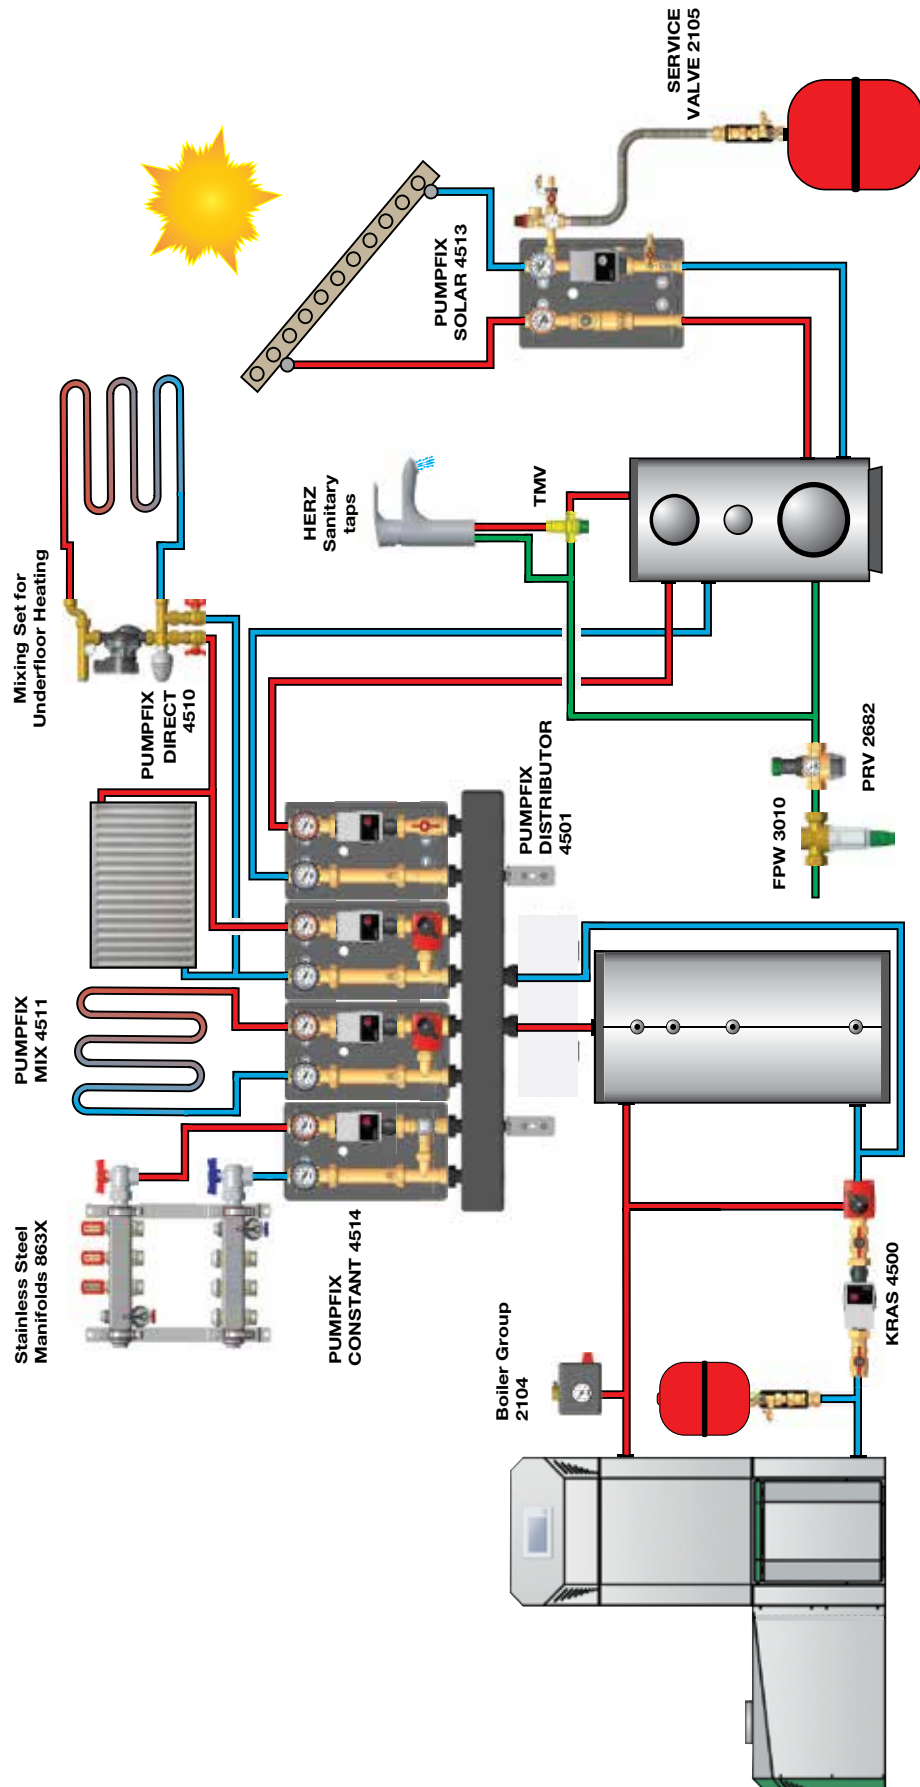 Stainless Steel
Manifolds 863X
PUMPFIX
MIX 4511
Mixing Set for
Underfloor Heating
PUMPFIX
DIRECT
4510
PUMPFIX
CONSTANT 4514
HERZ
Sanitary
taps
PUMPFIX
SOLAR 4513
SERVICE
VALVE 2105
Boiler Group
2104
PUMPFIX
DISTRIBUTOR
4501
TMV
KRAS 4500
FPW 3010
PRV 2682